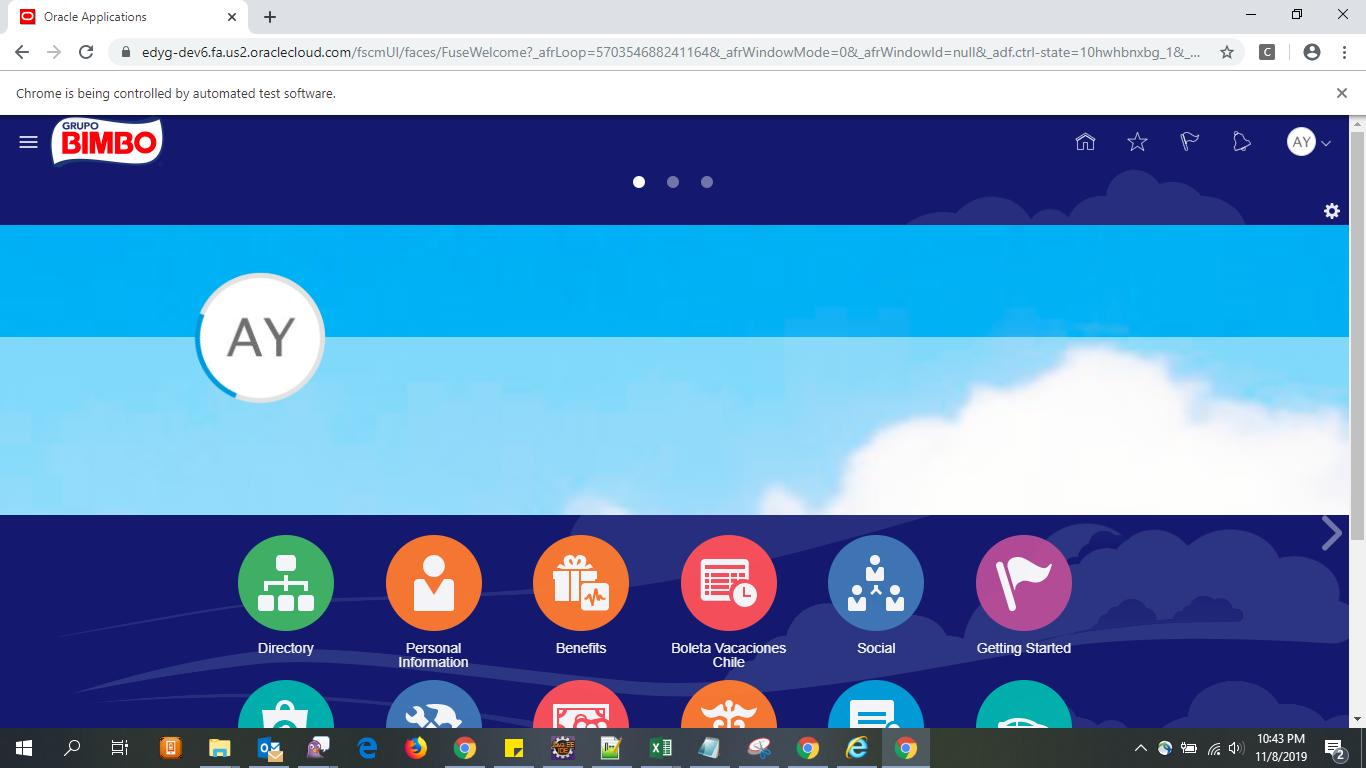 Oracle Applications
edyg-dev6.fa.us2.oraclecloud.com/fscmUI/faces/FuseWelcome?_afrLoop=570354688241164&_afrWindowMode=0&_afrWindowId=null&_adf.ctrl-state=10hwhbnxbg_1&_...
C
Chrome is being controlled by automated test software.
GRUPO
BIMBO
AY
AY
Directory
Personal
Information
Benefits
Boleta Vacaciones
Chile
Social
Getting Started
10:43 PM
11/8/2019
2